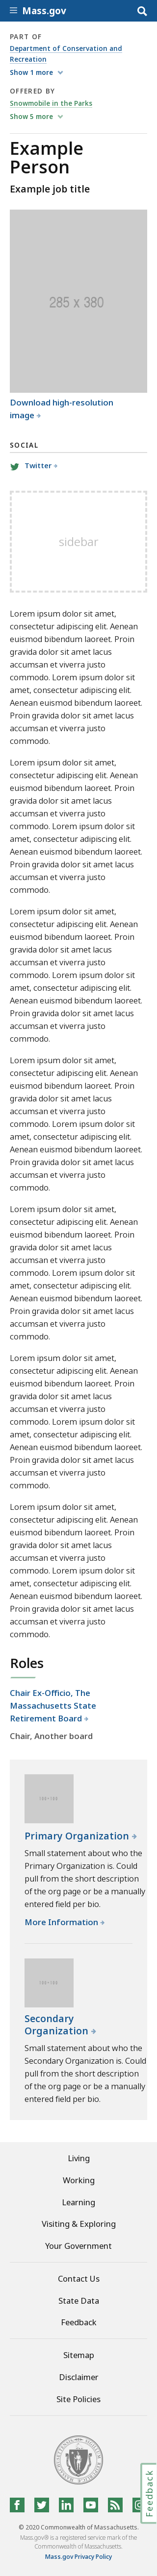 Mass.gov
PART OF
Department of Conservation and
Recreation
Show 1 more
OFFERED BY
Snowmobile in the Parks
Show 5 more
Example
Person
Example job title
285 x 380
Download high-resolution
image
SOCIAL
Twitter
sidebar
Lorem ipsum dolor sit amet,
consectetur adipiscing elit. Aenean
euismod bibendum laoreet. Proin
gravida dolor sit amet lacus
accumsan et viverra justo
commodo. Lorem ipsum dolor sit
amet, consectetur adipiscing elit.
Aenean euismod bibendum laoreet.
Proin gravida dolor sit amet lacus
accumsan et viverra justo
commodo.
Lorem ipsum dolor sit amet,
consectetur adipiscing elit. Aenean
euismod bibendum laoreet. Proin
gravida dolor sit amet lacus
accumsan et viverra justo
commodo. Lorem ipsum dolor sit
amet, consectetur adipiscing elit.
Aenean euismod bibendum laoreet.
Proin gravida dolor sit amet lacus
accumsan et viverra justo
commodo.
Lorem ipsum dolor sit amet,
consectetur adipiscing elit. Aenean
euismod bibendum laoreet. Proin
gravida dolor sit amet lacus
accumsan et viverra justo
commodo. Lorem ipsum dolor sit
amet, consectetur adipiscing elit.
Aenean euismod bibendum laoreet.
Proin gravida dolor sit amet lacus
accumsan et viverra justo
commodo.
Lorem ipsum dolor sit amet,
consectetur adipiscing elit. Aenean
euismod bibendum laoreet. Proin
gravida dolor sit amet lacus
accumsan et viverra justo
commodo. Lorem ipsum dolor sit
amet, consectetur adipiscing elit.
Aenean euismod bibendum laoreet.
Proin gravida dolor sit amet lacus
accumsan et viverra justo
commodo.
Lorem ipsum dolor sit amet,
consectetur adipiscing elit. Aenean
euismod bibendum laoreet. Proin
gravida dolor sit amet lacus
accumsan et viverra justo
commodo. Lorem ipsum dolor sit
amet, consectetur adipiscing elit.
Aenean euismod bibendum laoreet.
Proin gravida dolor sit amet lacus
accumsan et viverra justo
commodo.
Lorem ipsum dolor sit amet,
consectetur adipiscing elit. Aenean
euismod bibendum laoreet. Proin
gravida dolor sit amet lacus
accumsan et viverra justo
commodo. Lorem ipsum dolor sit
amet, consectetur adipiscing elit.
Aenean euismod bibendum laoreet.
Proin gravida dolor sit amet lacus
accumsan et viverra justo
commodo.
Lorem ipsum dolor sit amet,
consectetur adipiscing elit. Aenean
euismod bibendum laoreet. Proin
gravida dolor sit amet lacus
accumsan et viverra justo
commodo. Lorem ipsum dolor sit
amet, consectetur adipiscing elit.
Aenean euismod bibendum laoreet.
Proin gravida dolor sit amet lacus
accumsan et viverra justo
commodo.
Roles
Chair Ex-Officio, The
Massachusetts State
Retirement Board
Chair, Another board
Primary Organization
Small statement about who the
Primary Organization is. Could
pull from the short description
of the org page or be a manually
entered field per bio.
More Information
Secondary
Organization
Small statement about who the
Secondary Organization is. Could
pull from the short description
of the org page or be a manually
entered field per bio.
Living
Working
Learning
Visiting & Exploring
Your Government
Contact Us
State Data
Feedback
Sitemap
Disclaimer
Site Policies
Feedback
© 2020 Commonwealth of Massachusetts.
Mass.gov® is a registered service mark of the
Commonwealth of Massachusetts.
Mass.gov Privacy Policy